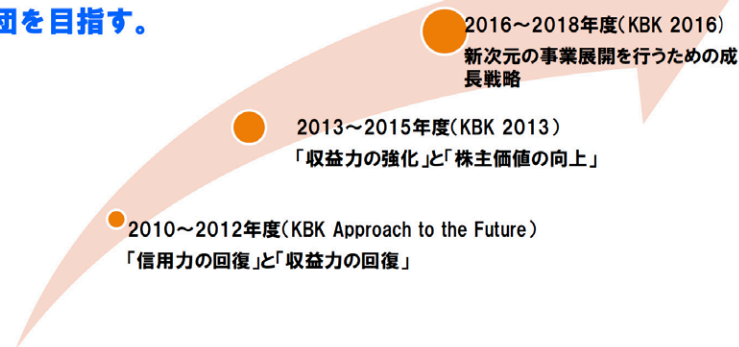 団を目指す。
2016～2018年度（KBK 2016）
新次元の事業展開を行うための成
長戦略
2013～2015年度（KBK 2013）
「収益力の強化」と「株主価値の向上」
2010～2012年度（KBK Approach to the Future）
「信用力の回復」と「収益力の回復」